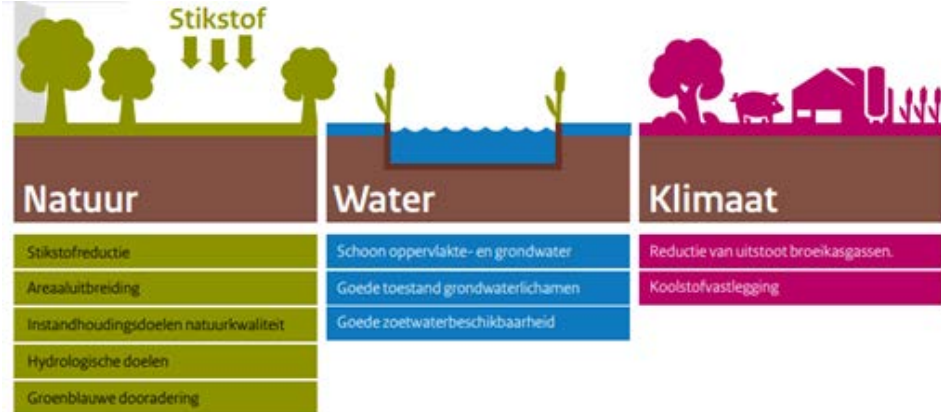 Stikstof
Natuur
Stikstofreductie
Areaaluitbreiding
Instandhoudingsdoelen natuurkwaliteit
Hydrologische doelen
Groenblauwe dooradering
Water
Schoon oppervlakte- en grondwater
Goede toestand grondwaterlichamen
Goede zoetwaterbeschikbaarheid
Klimaat
Reductie van uitstoot broeikasgassen.
Koolstofvastlegging